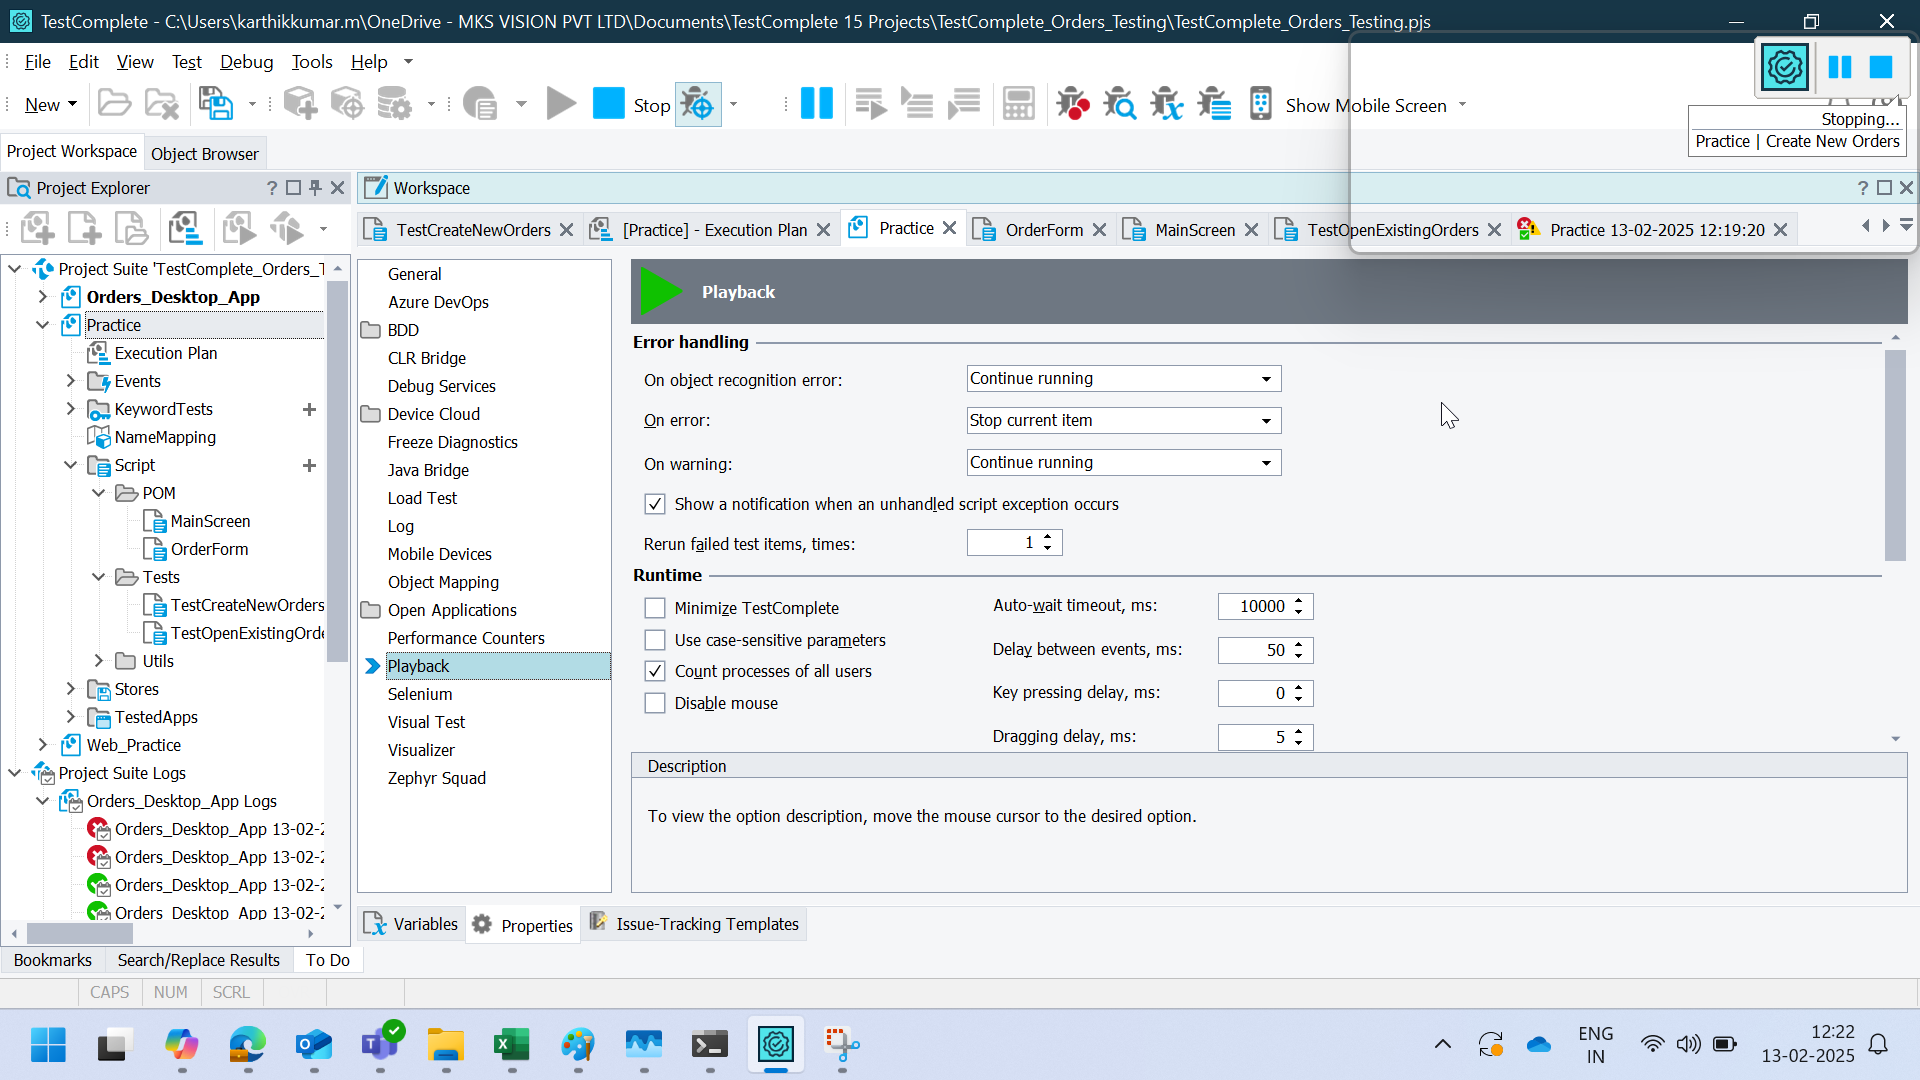 TestComplete - C:\Users\karthikkumar.m\OneDrive - MKS VISION PVT LTD\Documents\TestComplete 15 Projects\TestComplete_Orders_Testing\TestComplete_Orders_Testing.pjs
File Edit View Test Debug Tools Help
New Stop Show Mobile Screen
Stopping...
Practice | Create New Orders
Project Workspace Object Browser
Project Explorer ?
Workspace ?
TestCreateNewOrders [Practice] - Execution Plan Practice OrderForm MainScreen TestOpenExistingOrders Practice 13-02-2025 12:19:20
Project Suite 'TestComplete_Orders_T
Orders_Desktop_App
Practice
Execution Plan
Events
KeywordTests
NameMapping
Script
POM
MainScreen
OrderForm
Tests
TestCreateNewOrders
TestOpenExistingOrde
Utils
Stores
TestedApps
Web_Practice
Project Suite Logs
Orders_Desktop_App Logs
Orders_Desktop_App 13-02-2
Orders_Desktop_App 13-02-2
Orders_Desktop_App 13-02-2
Orders_Desktop_App 13-02-2
General
Azure DevOps
BDD
CLR Bridge
Debug Services
Device Cloud
Freeze Diagnostics
Java Bridge
Load Test
Log
Mobile Devices
Object Mapping
Open Applications
Performance Counters
Playback
Selenium
Visual Test
Visualizer
Zephyr Squad
Playback
Error handling
On object recognition error: Continue running
On error: Stop current item
On warning: Continue running
Show a notification when an unhandled script exception occurs
Rerun failed test items, times: 1
Runtime
Minimize TestComplete
Use case-sensitive parameters
Count processes of all users
Disable mouse
Auto-wait timeout, ms: 10000
Delay between events, ms: 50
Key pressing delay, ms: 0
Dragging delay, ms: 5
Description
To view the option description, move the mouse cursor to the desired option.
Variables Properties Issue-Tracking Templates
Bookmarks Search/Replace Results To Do
CAPS NUM SCRL
ENG
IN
12:22
13-02-2025